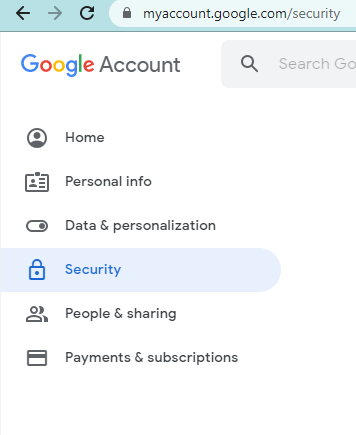 myaccount.google.com/security
Google Account
Search Go
Home
Personal info
Data & personalization
Security
People & sharing
Payments & subscriptions